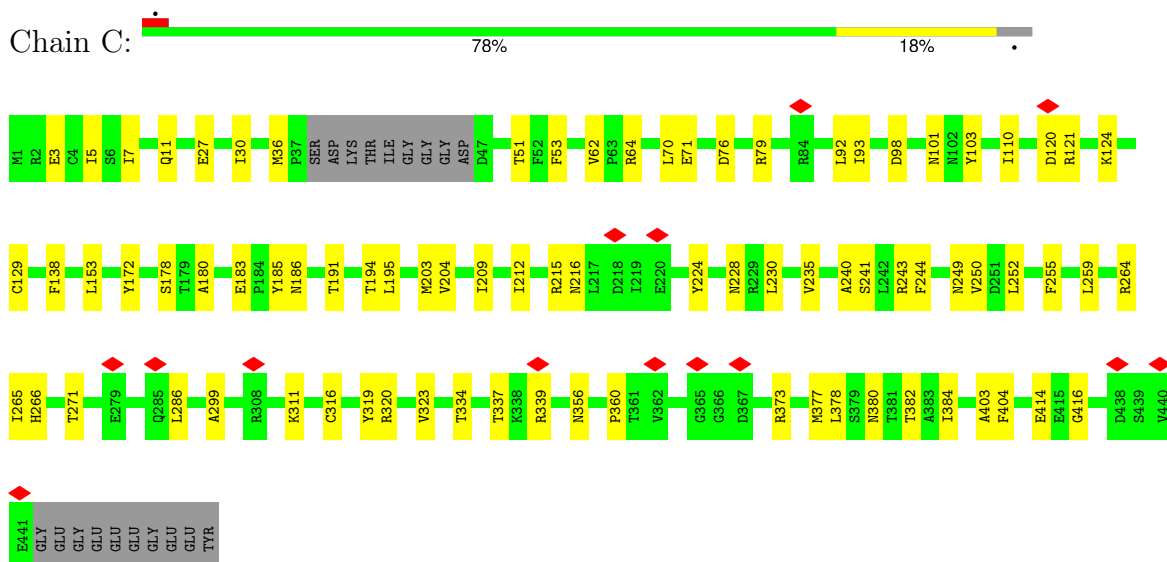 Chain C:
78% 18%
M1 R2 E3 C4 I5 S6 I7 Q11 E27 I30 M36 P37 SER ASP LYS THR ILE GLY GLY GLY ASP D47 T51 F52 F53 V62 P63 R64 L70 E71 D76 R79 R84 L92 I93 D98 N101 N102 Y103 I110 D120 R121 K124
C129 F138 L153 Y172 S178 T179 A180 E183 P184 Y185 N186 T191 T194 L195 M203 V204 I209 I212 R215 N216 L217 D218 I219 E220 Y224 N228 R229 L230 V235 A240 S241 L242 R243 F244 N249 V250 D251 L252 F255 L259 R264
I265 H266 T271 E279 Q285 L286 A299 R308 K311 C316 Y319 R320 V323 T334 T337 K338 R339 N356 P360 T361 V362 G365 G366 D367 R373 M377 L378 S379 N380 T381 T382 A383 I384 A403 F404 E414 E415 G416 D438 S439 V440
E441 GLY GLU GLY GLU GLU GLU GLY GLU GLU TYR